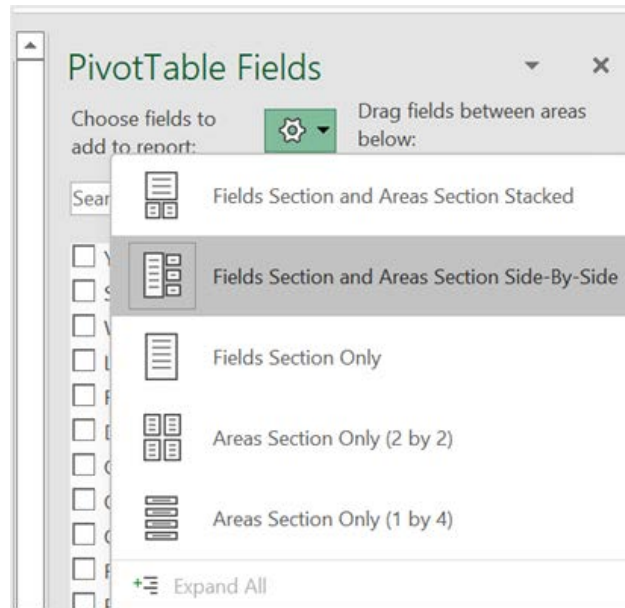 PivotTable Fields
Choose fields to
add to report:
Drag fields between areas
below:
Sear
Fields Section and Areas Section Stacked
Fields Section and Areas Section Side-By-Side
Fields Section Only
Areas Section Only (2 by 2)
Areas Section Only (1 by 4)
Expand All